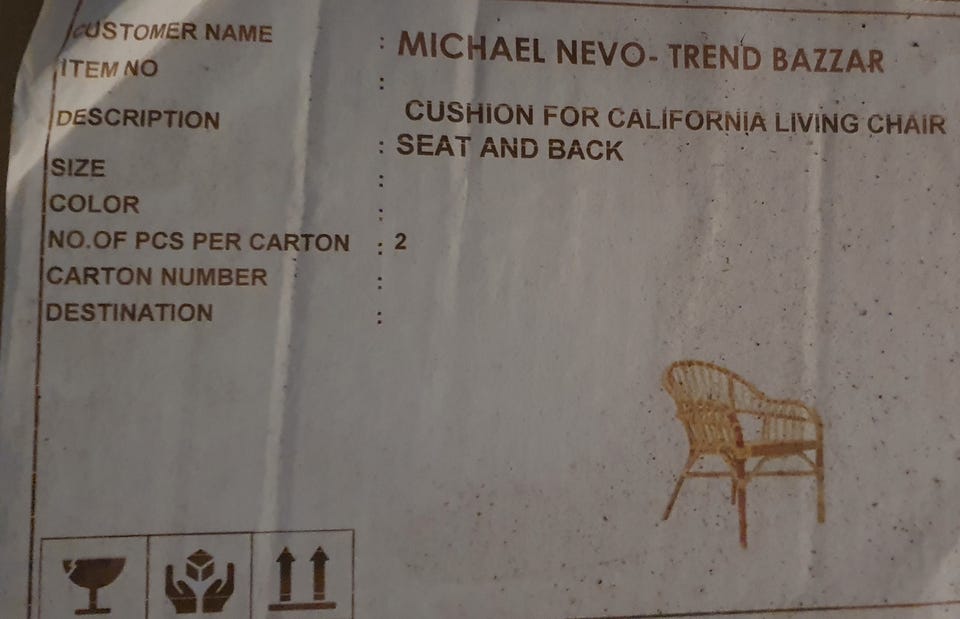 CUSTOMER NAME : MICHAEL NEVO- TREND BAZZAR
ITEM NO :
DESCRIPTION : CUSHION FOR CALIFORNIA LIVING CHAIR
SEAT AND BACK
SIZE :
COLOR :
NO.OF PCS PER CARTON : 2
CARTON NUMBER :
DESTINATION :